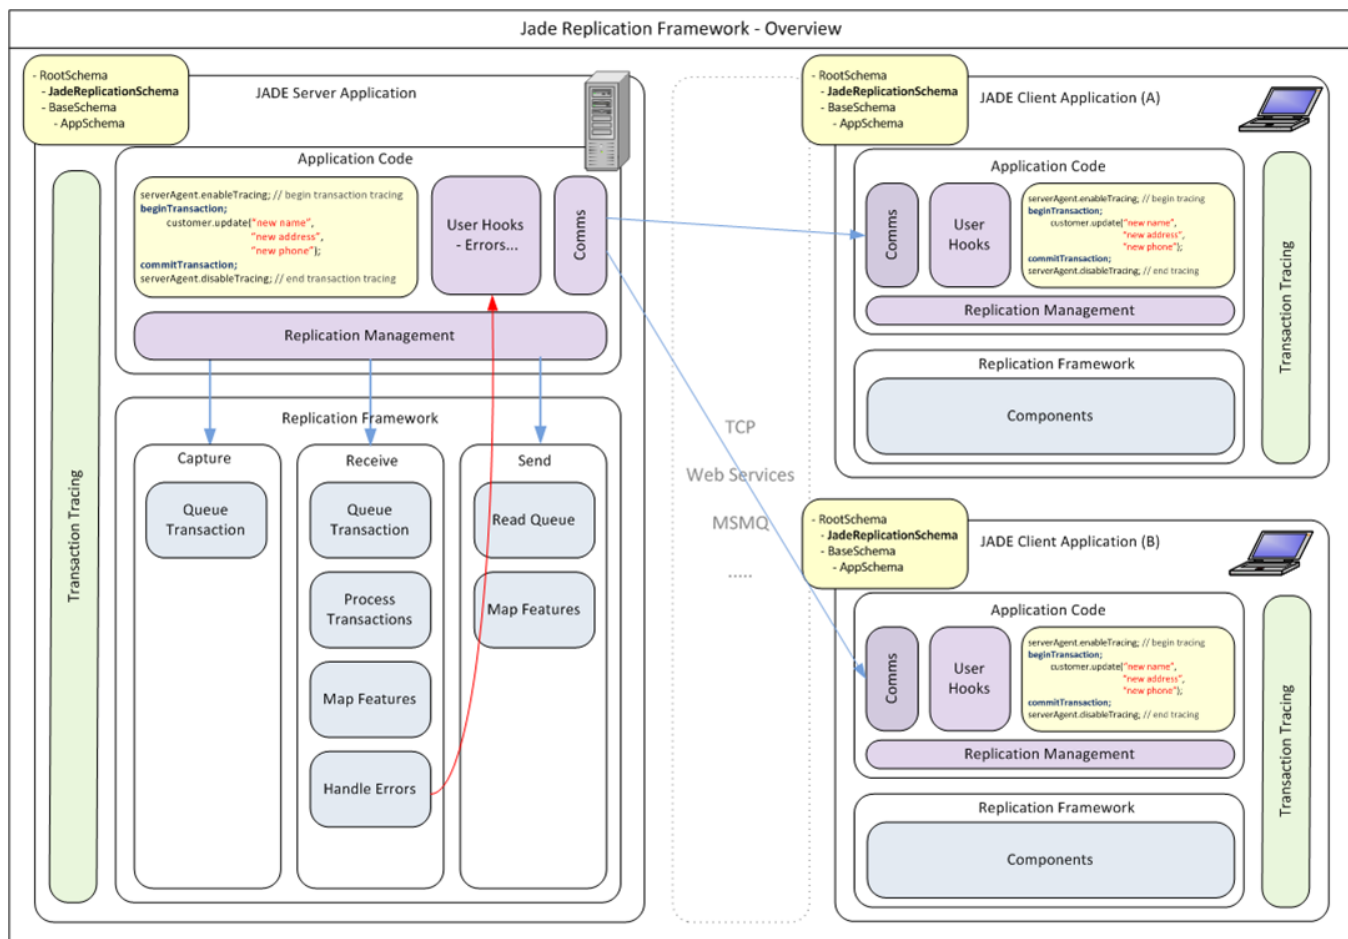 Jade Replication Framework - Overview
- RootSchema
- JadeReplicationSchema
- BaseSchema
- AppSchema
JADE Server Application
Application Code
serverAgent.enableTracing; // begin transaction tracing
beginTransaction;
customer.update("new name",
"new address",
"new phone");
commitTransaction;
serverAgent.disableTracing; // end transaction tracing
User Hooks
- Errors...
Comms
Replication Management
Transaction Tracing
Replication Framework
Capture
Queue
Transaction
Receive
Queue
Transaction
Process
Transactions
Map Features
Handle Errors
Send
Read Queue
Map Features
TCP
Web Services
MSMQ
.....
- RootSchema
- JadeReplicationSchema
- BaseSchema
- AppSchema
JADE Client Application (A)
Application Code
Comms
User
Hooks
serverAgent.enableTracing; // begin tracing
beginTransaction;
customer.update("new name",
"new address",
"new phone");
commitTransaction;
serverAgent.disableTracing; // end tracing
Replication Management
Replication Framework
Components
Transaction Tracing
- RootSchema
- JadeReplicationSchema
- BaseSchema
- AppSchema
JADE Client Application (B)
Application Code
Comms
User
Hooks
serverAgent.enableTracing; // begin tracing
beginTransaction;
customer.update("new name",
"new address",
"new phone");
commitTransaction;
serverAgent.disableTracing; // end tracing
Replication Management
Replication Framework
Components
Transaction Tracing